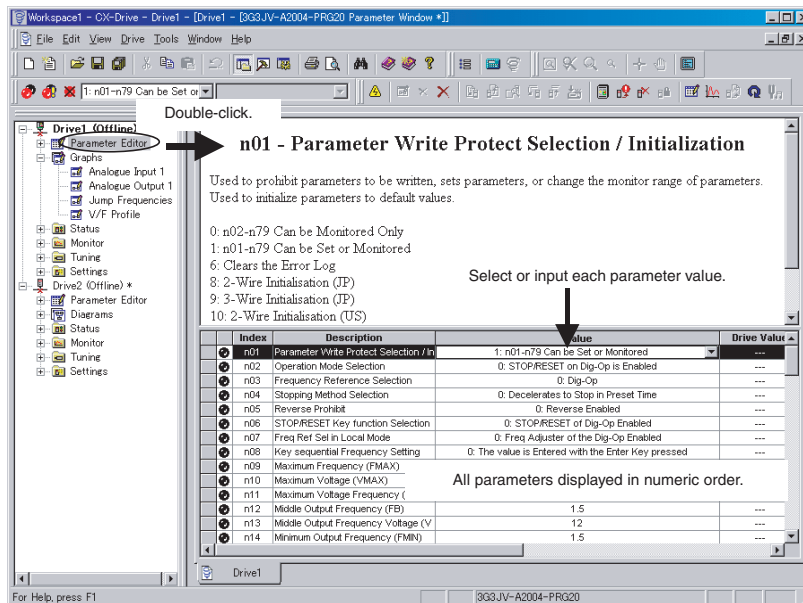 Workspace1 - CX-Drive - Drive1 - [Drive1 - [3G3JV-A2004-PRG20 Parameter Window *]]
File Edit View Drive Tools Window Help
1: n01-n79 Can be Set or
Double-click.
Drive1 (Offline)
Parameter Editor
Graphs
Analogue Input 1
Analogue Output 1
Jump Frequencies
V/F Profile
Status
Monitor
Tuning
Settings
Drive2 (Offline) *
Parameter Editor
Diagrams
Status
Monitor
Tuning
Settings
n01 - Parameter Write Protect Selection / Initialization
Used to prohibit parameters to be written, sets parameters, or change the monitor range of parameters.
Used to initialize parameters to default values.
0: n02-n79 Can be Monitored Only
1: n01-n79 Can be Set or Monitored
6: Clears the Error Log
8: 2-Wire Initialisation (JP)
9: 3-Wire Initialisation (JP)
10: 2-Wire Initialisation (US)
Select or input each parameter value.
Index Description alue Drive Value
n01 Parameter Write Protect Selection / In 1: n01-n79 Can be Set or Monitored ---
n02 Operation Mode Selection 0: STOP/RESET on Dig-Op is Enabled ---
n03 Frequency Reference Selection 0: Dig-Op ---
n04 Stopping Method Selection 0: Decelerates to Stop in Preset Time ---
n05 Reverse Prohibit 0: Reverse Enabled ---
n06 STOP/RESET Key function Selection 0: STOP/RESET of Dig-Op Enabled ---
n07 Freq Ref Sel in Local Mode 0: Freq Adjuster of the Dig-Op Enabled ---
n08 Key sequential Frequency Setting 0: The value is Entered with the Enter Key pressed ---
n09 Maximum Frequency (FMAX)
n10 Maximum Voltage (VMAX)
n11 Maximum Voltage Frequency (
All parameters displayed in numeric order.
n12 Middle Output Frequency (FB) 1.5 ---
n13 Middle Output Frequency Voltage (V 12 ---
n14 Minimum Output Frequency (FMIN) 1.5 ---
Drive1
For Help, press F1
3G3JV-A2004-PRG20